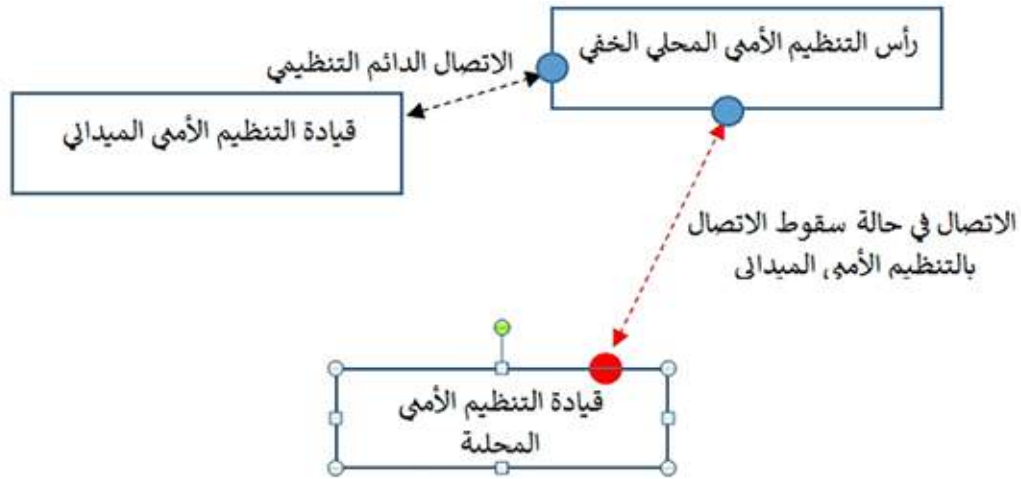 رأس التنظيم الأمني المحلي الخفي
الاتصال الدائم التنظيمي
قيادة التنظيم الأمني الميداني
الاتصال في حالة سقوط الاتصال
بالتنظيم الأمني الميداني
قيادة التنظيم الأمني
المحلية